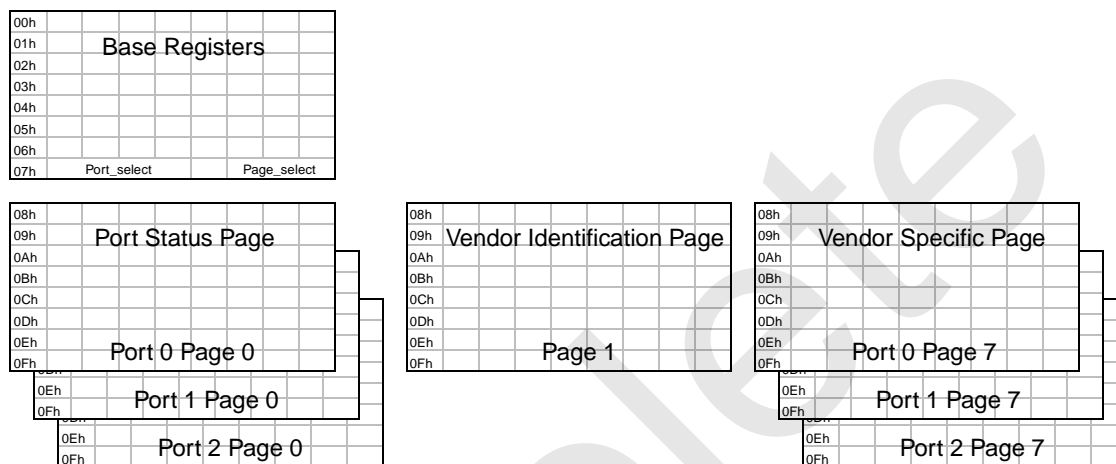 00h
01h
02h
03h
04h
05h
06h
07h
Base Registers
Port_select Page_select
08h
09h
0Ah
0Bh
0Ch
0Dh
0Eh
0Fh
Port Status Page
Port 0 Page 0
0Eh
0Fh
Port 1 Page 0
0Eh
0Fh
Port 2 Page 0
08h
09h
0Ah
0Bh
0Ch
0Dh
0Eh
0Fh
Vendor Identification Page
Page 1
08h
09h
0Ah
0Bh
0Ch
0Dh
0Eh
0Fh
Vendor Specific Page
Port 0 Page 7
0Eh
0Fh
Port 1 Page 7
0Eh
0Fh
Port 2 Page 7
lete